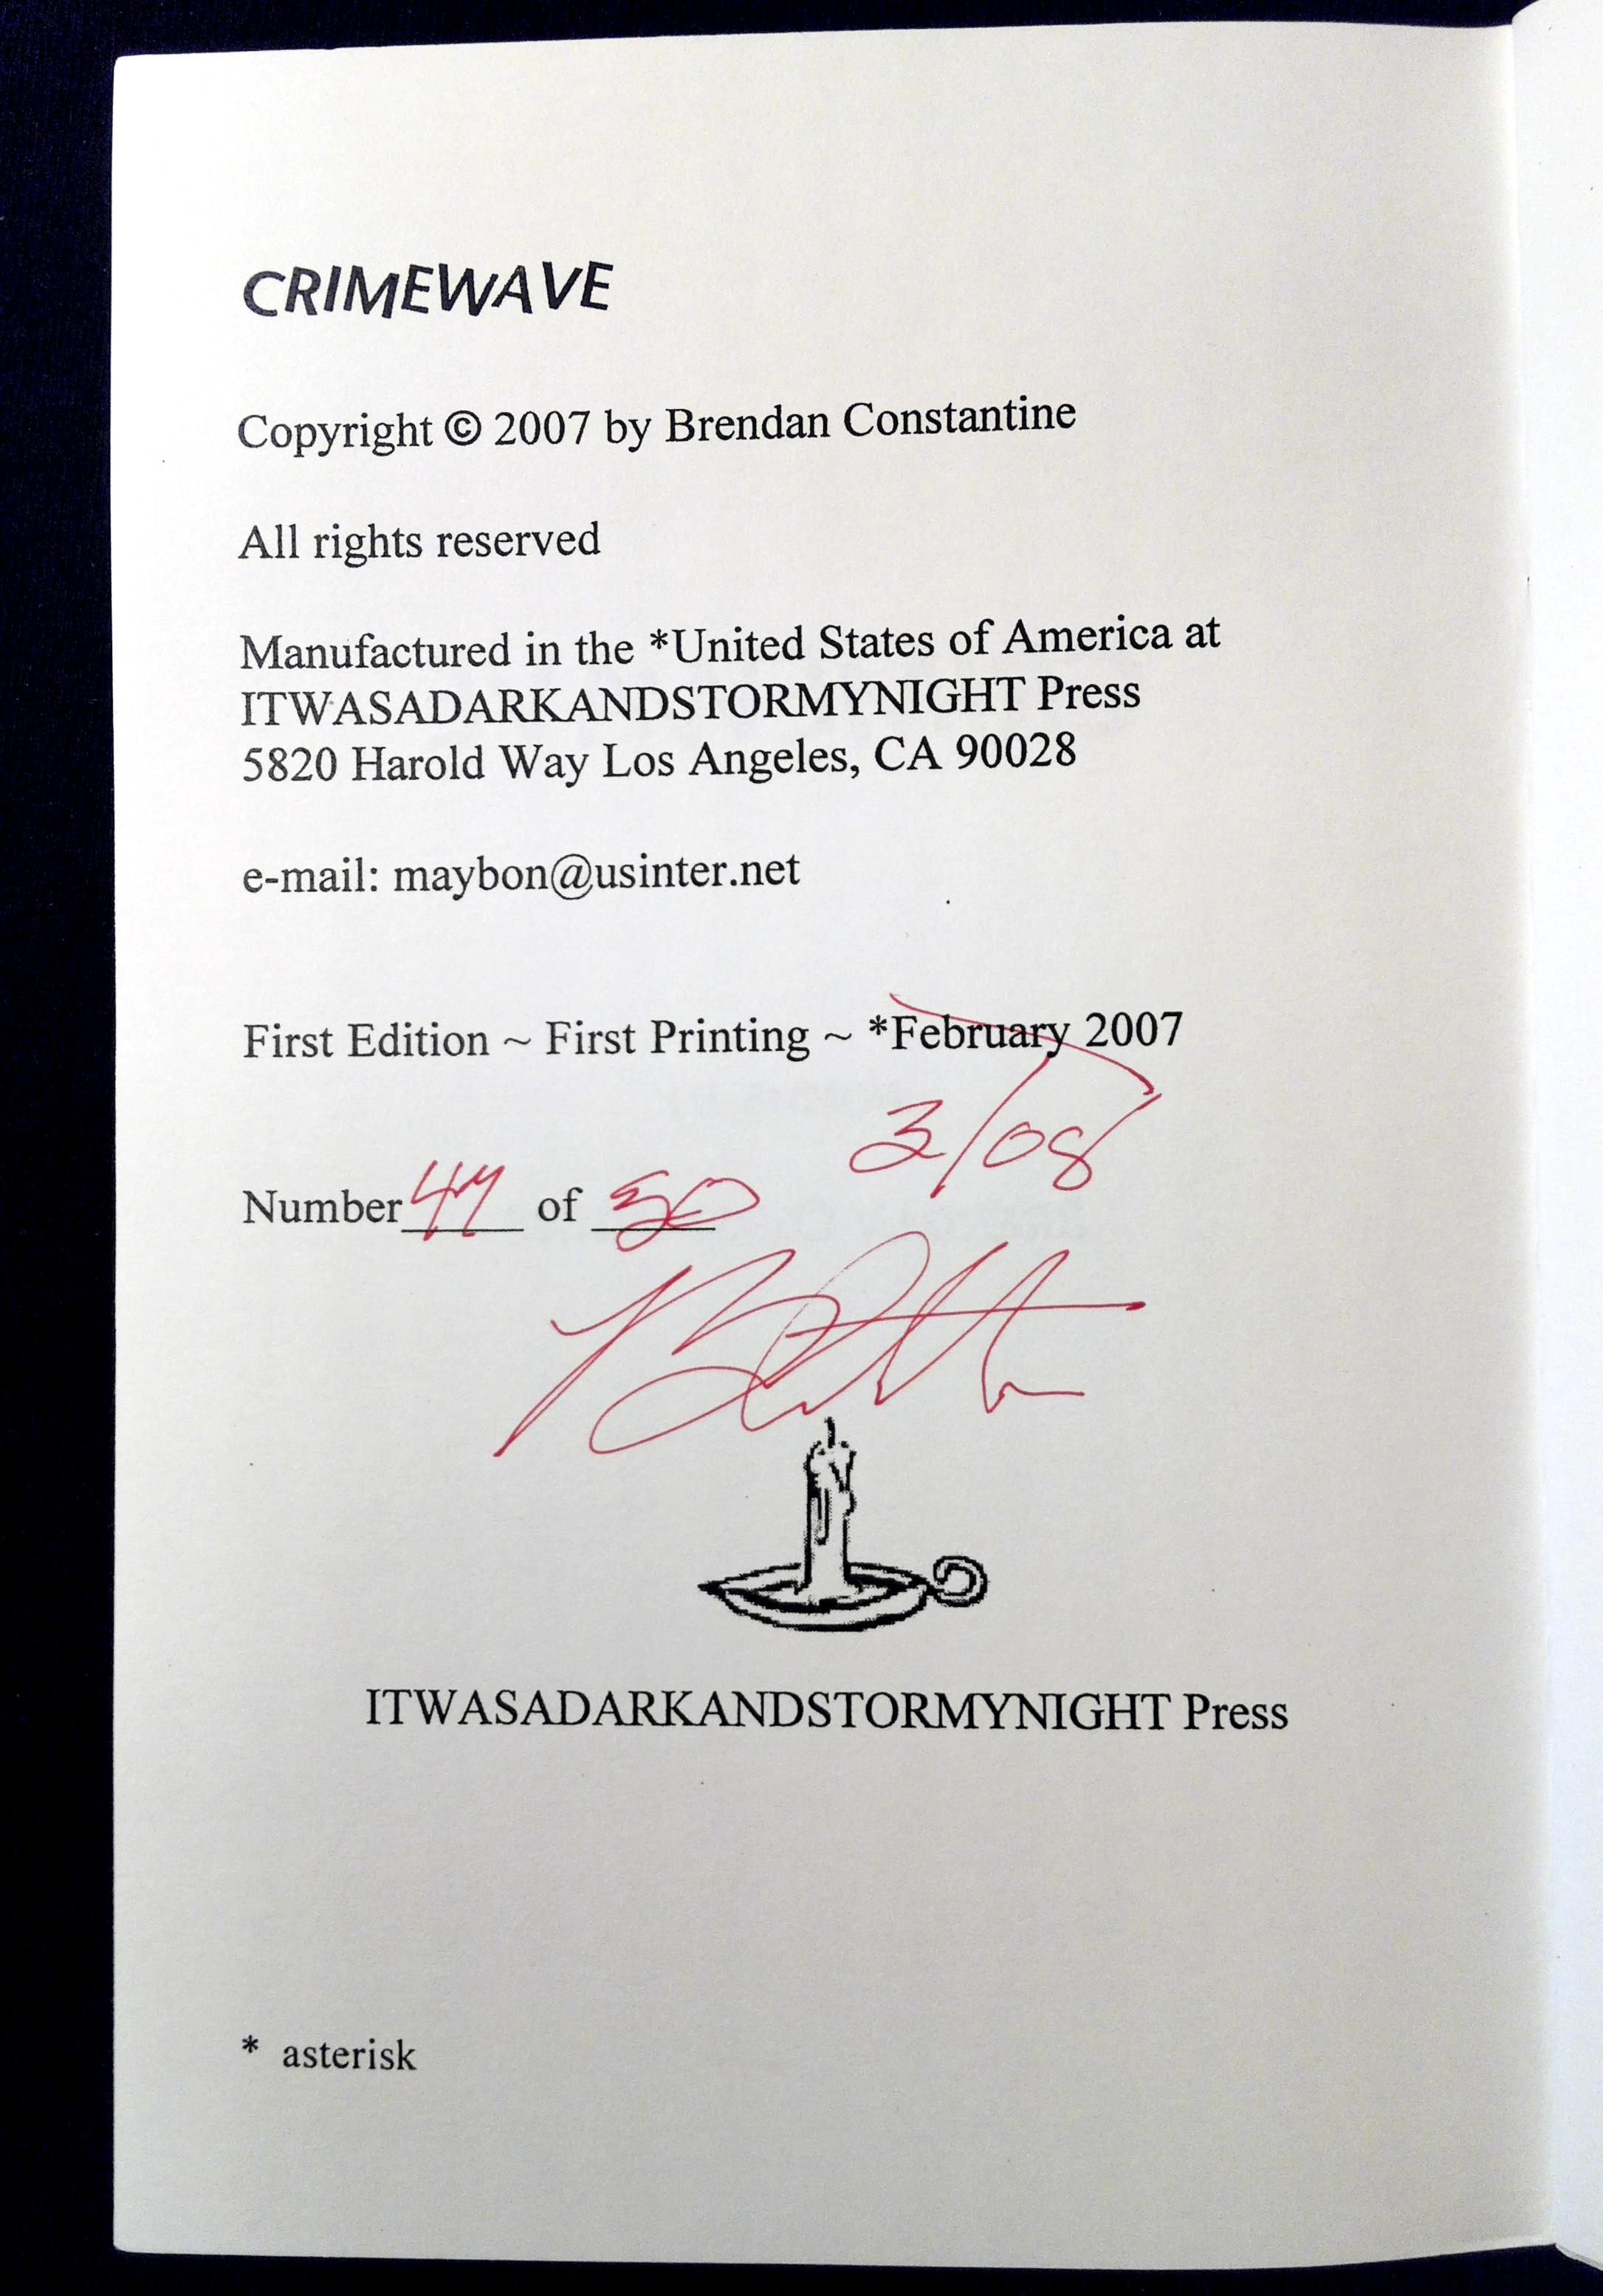 CRIMEWAVE
Copyright © 2007 by Brendan Constantine
All rights reserved
Manufactured in the *United States of America at
ITWASADARKANDSTORMYNIGHT Press
5820 Harold Way Los Angeles, CA 90028
e-mail: maybon@usinter.net
First Edition ~ First Printing ~ *February 2007
3/08
Number of 50
ITWASADARKANDSTORMYNIGHT Press
* asterisk